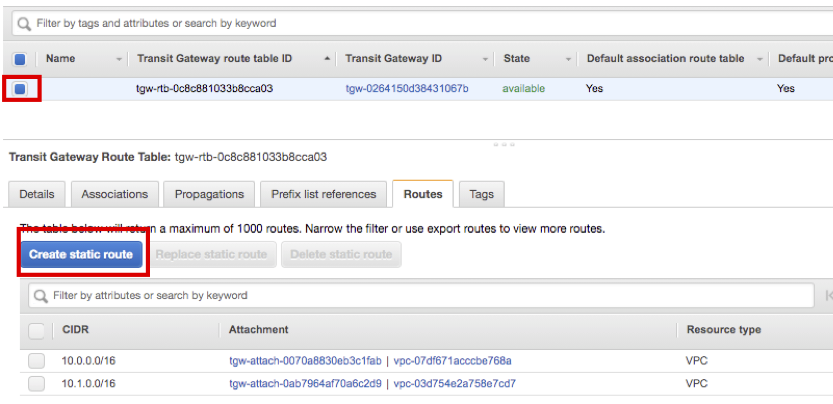 Filter by tags and attributes or search by keyword
Name Transit Gateway route table ID Transit Gateway ID State Default association route table Default pro
tgw-rtb-0c8c881033b8cca03 tgw-0264150d38431067b available Yes Yes
Transit Gateway Route Table: tgw-rtb-0c8c881033b8cca03
Details Associations Propagations Prefix list references Routes Tags
The table below will return a maximum of 1000 routes. Narrow the filter or use export routes to view more routes.
Create static route Replace static route Delete static route
Filter by attributes or search by keyword
CIDR Attachment Resource type
10.0.0.0/16 tgw-attach-0070a8830eb3c1fab | vpc-07df671acccbe768a VPC
10.1.0.0/16 tgw-attach-0ab7964af70a6c2d9 | vpc-03d754e2a758e7cd7 VPC